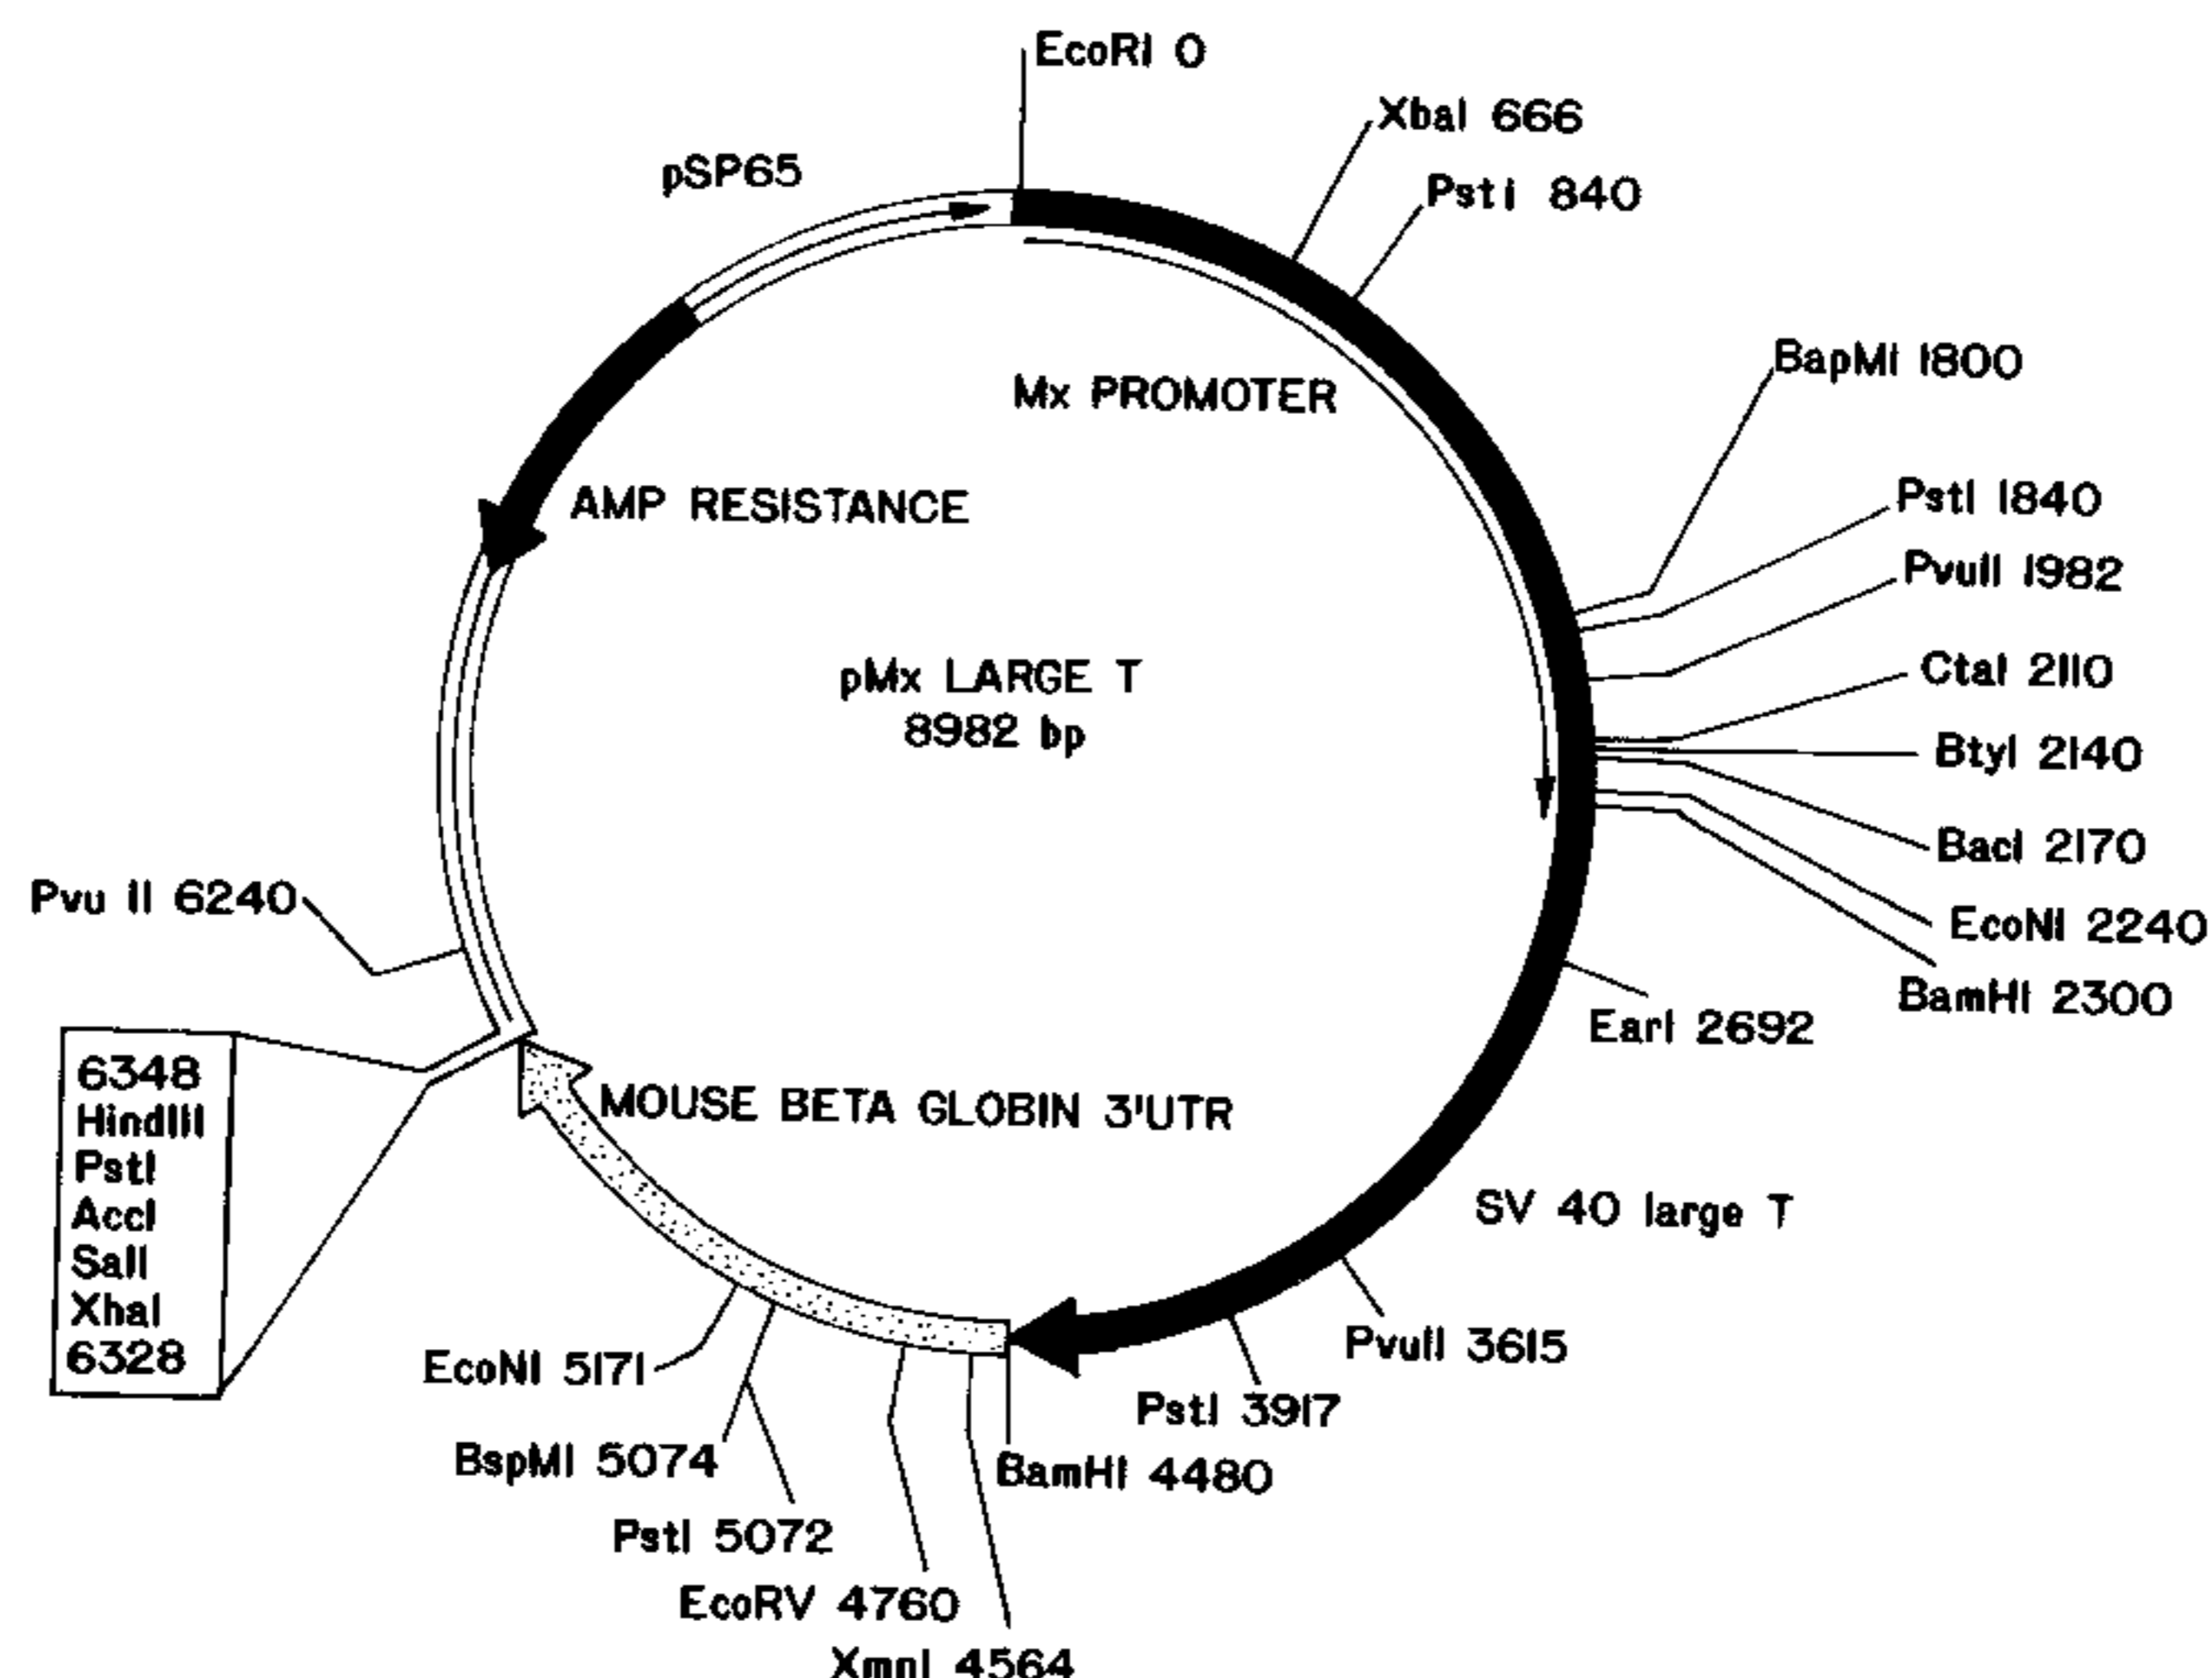 EcoRI 0
XbaI 666
PstI 840
pSP65
BapMI 1800
Mx PROMOTER
PstI 1840
AMP RESISTANCE
PvuII 1982
CtaI 2110
pMx LARGE T
8982 bp
BtyI 2140
BacI 2170
Pvu II 6240
EcoNI 2240
BamHI 2300
EarI 2692
6348
HindIII
PstI
AccI
SalI
XhaI
6328
MOUSE BETA GLOBIN 3'UTR
SV 40 large T
PvuII 3615
EcoNI 5171
PstI 3917
BspMI 5074
BamHI 4480
PstI 5072
EcoRV 4760
XmnI 4564